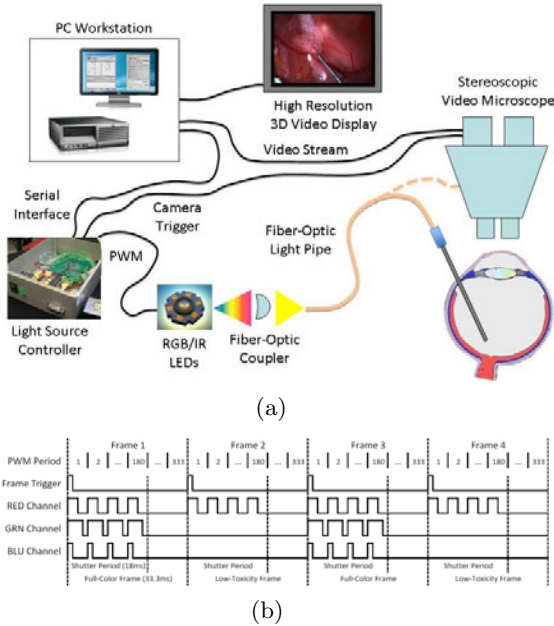 PC Workstation
High Resolution
3D Video Display
Stereoscopic
Video Microscope
Video Stream
Serial
Interface
Camera
Trigger
PWM
Fiber-Optic
Light Pipe
Light Source
Controller
RGB/IR
LEDs
Fiber-Optic
Coupler
(a)
Frame 1 Frame 2 Frame 3 Frame 4
PWM Period 1 2 ... 180 ... 333 1 2 ... 180 ... 333 1 2 ... 180 ... 333 1 2 ... 180 ... 333
Frame Trigger
RED Channel
GRN Channel
BLU Channel
Shutter Period (18ms) Shutter Period Shutter Period Shutter Period
Full-Color Frame (33.3ms) Low-Toxicity Frame Full-Color Frame Low-Toxicity Frame
(b)